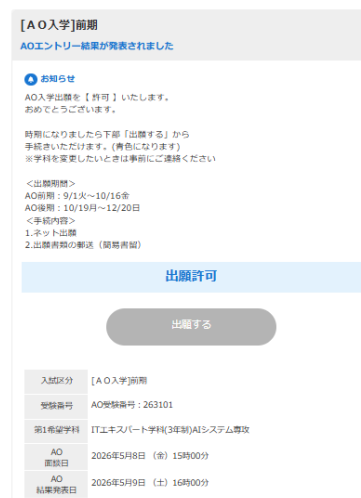 [ＡＯ入学]前期
AOエントリー結果が発表されました
お知らせ
AO入学出願を【 許可 】いたします。
おめでとうございます。
時期になりましたら下部「出願する」から
手続きいただけます。(青色になります)
※学科を変更したいときは事前にご連絡ください
＜出願期間＞
AO前期：9/1火～10/16金
AO後期：10/19月～12/20日
＜手続内容＞
1.ネット出願
2.出願書類の郵送（簡易書留）
出願許可
出願する
入試区分 [ＡＯ入学]前期
受験番号 AO受験番号：263101
第1希望学科 ITエキスパート学科(3年制)AIシステム専攻
AO
面談日 2026年5月8日 （金）15時00分
AO
結果発表日 2026年5月9日 （土）16時00分